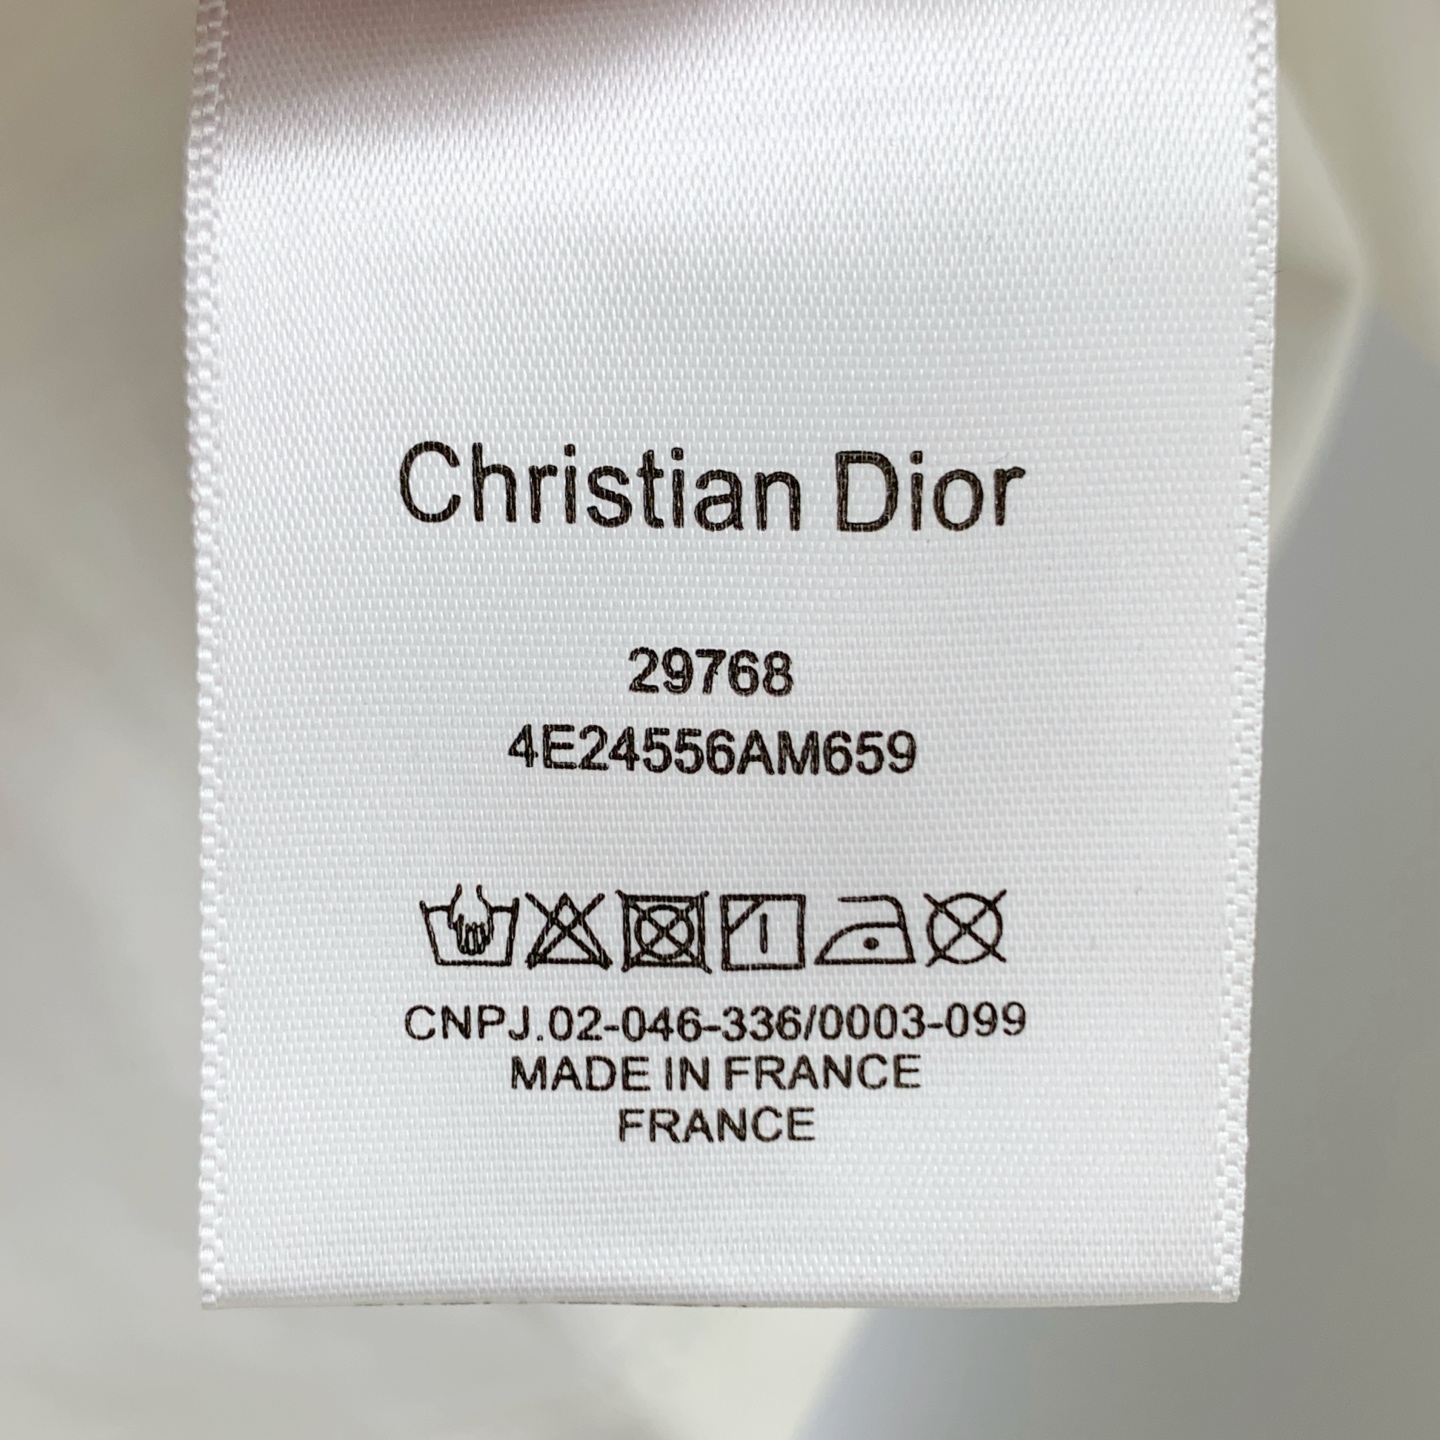 Christian Dior
29768
4E24556AM659
CNPJ.02-046-336/0003-099
MADE IN FRANCE
FRANCE